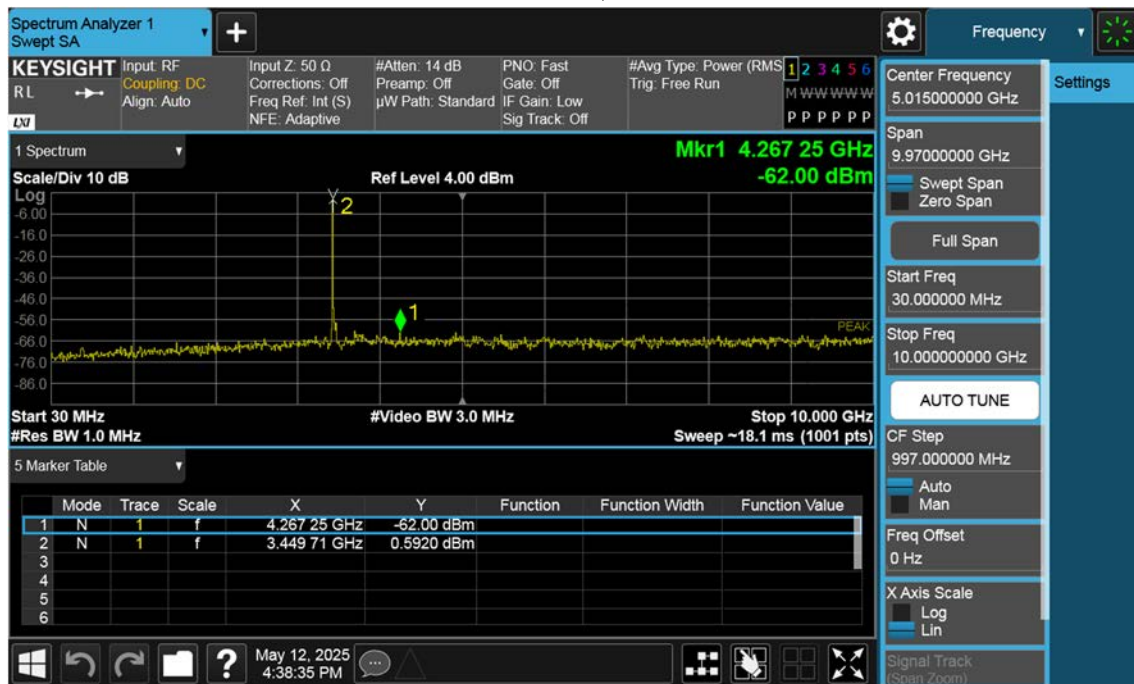 Spectrum Analyzer 1
Swept SA
+
Frequency
KEYSIGHT
RL
LXI
Input: RF
Coupling: DC
Align: Auto
Input Z: 50 Ω
Corrections: Off
Freq Ref: Int (S)
NFE: Adaptive
#Atten: 14 dB
Preamp: Off
µW Path: Standard
PNO: Fast
Gate: Off
IF Gain: Low
Sig Track: Off
#Avg Type: Power (RMS
Trig: Free Run
1 2 3 4 5 6
M W W W W W
P P P P P P
1 Spectrum
Mkr1 4.267 25 GHz
-62.00 dBm
Scale/Div 10 dB
Ref Level 4.00 dBm
Log
-6.00
-16.0
-26.0
-36.0
-46.0
-56.0
-66.0
-76.0
-86.0
2
1
PEAK
Start 30 MHz
#Video BW 3.0 MHz
Stop 10.000 GHz
#Res BW 1.0 MHz
Sweep ~18.1 ms (1001 pts)
5 Marker Table
Mode Trace Scale X Y Function Function Width Function Value
1 N 1 f 4.267 25 GHz -62.00 dBm
2 N 1 f 3.449 71 GHz 0.5920 dBm
3
4
5
6
?
May 12, 2025
4:38:35 PM
Center Frequency
5.015000000 GHz
Settings
Span
9.97000000 GHz
Swept Span
Zero Span
Full Span
Start Freq
30.000000 MHz
Stop Freq
10.000000000 GHz
AUTO TUNE
CF Step
997.000000 MHz
Auto
Man
Freq Offset
0 Hz
X Axis Scale
Log
Lin
Signal Track
(Span Zoom)